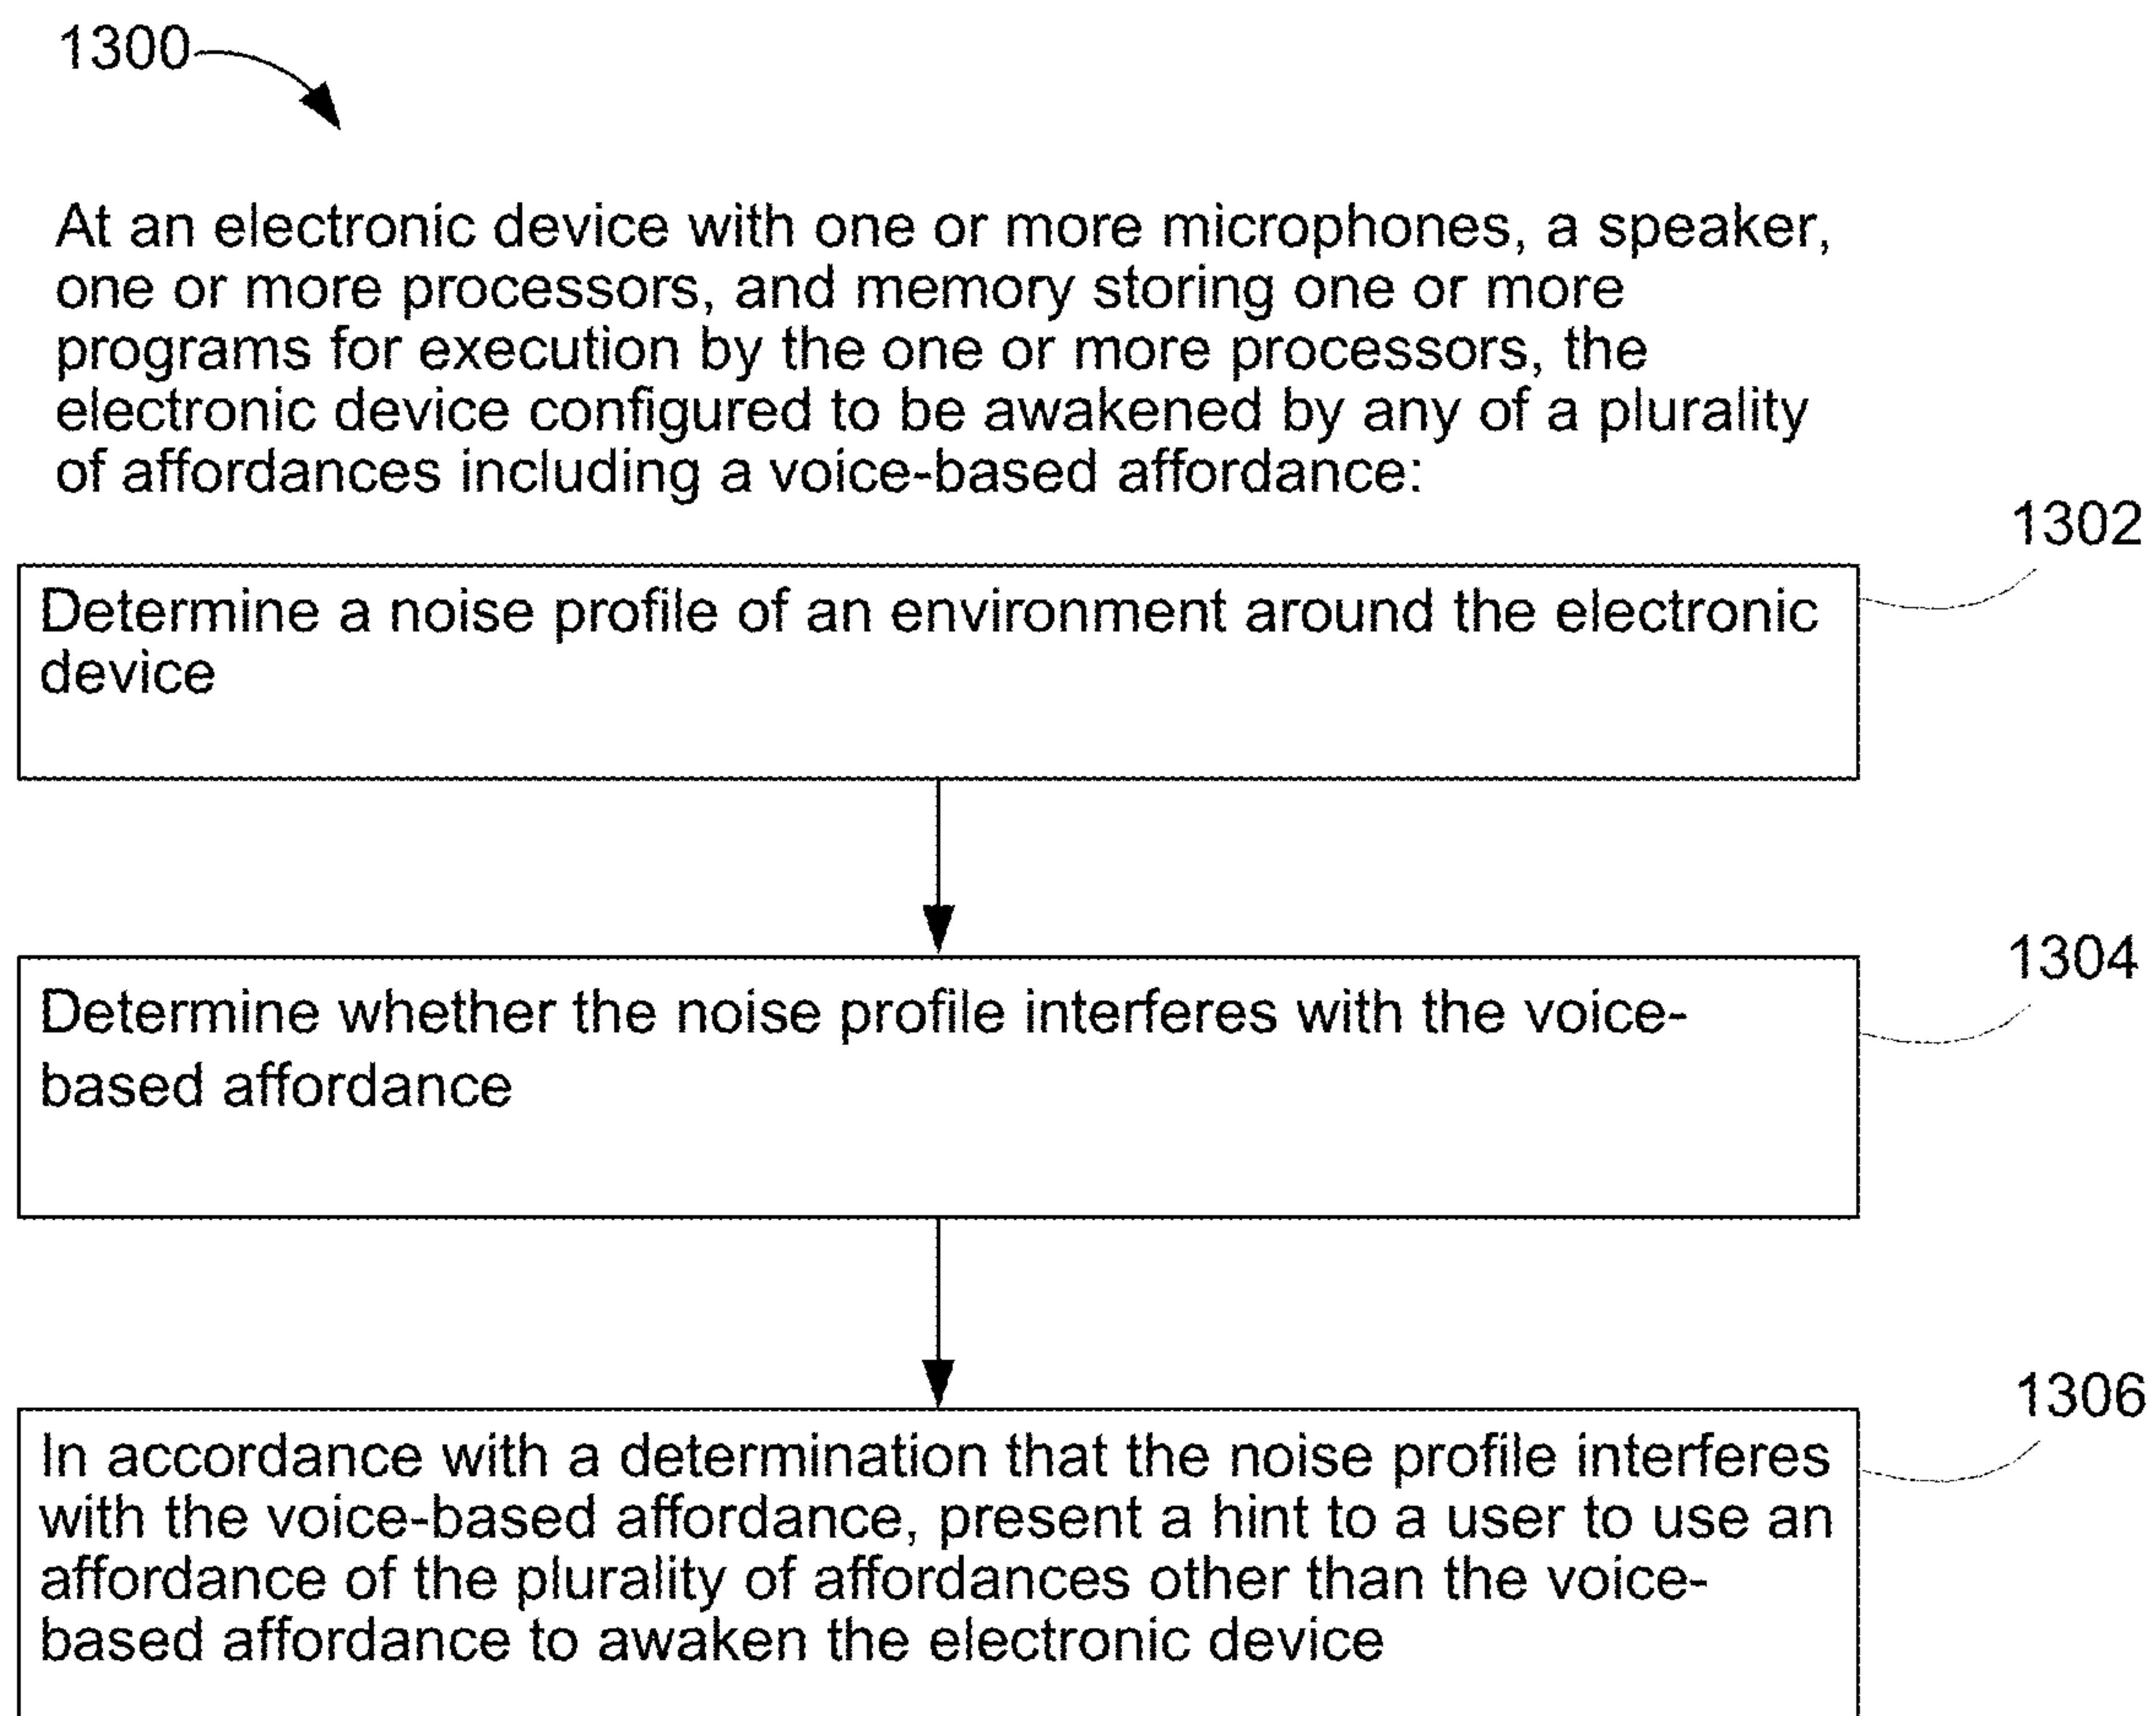 1300
At an electronic device with one or more microphones, a speaker,
one or more processors, and memory storing one or more
programs for execution by the one or more processors, the
electronic device configured to be awakened by any of a plurality
of affordances including a voice-based affordance:
1302
Determine a noise profile of an environment around the electronic
device
1304
Determine whether the noise profile interferes with the voice-
based affordance
1306
In accordance with a determination that the noise profile interferes
with the voice-based affordance, present a hint to a user to use an
affordance of the plurality of affordances other than the voice-
based affordance to awaken the electronic device